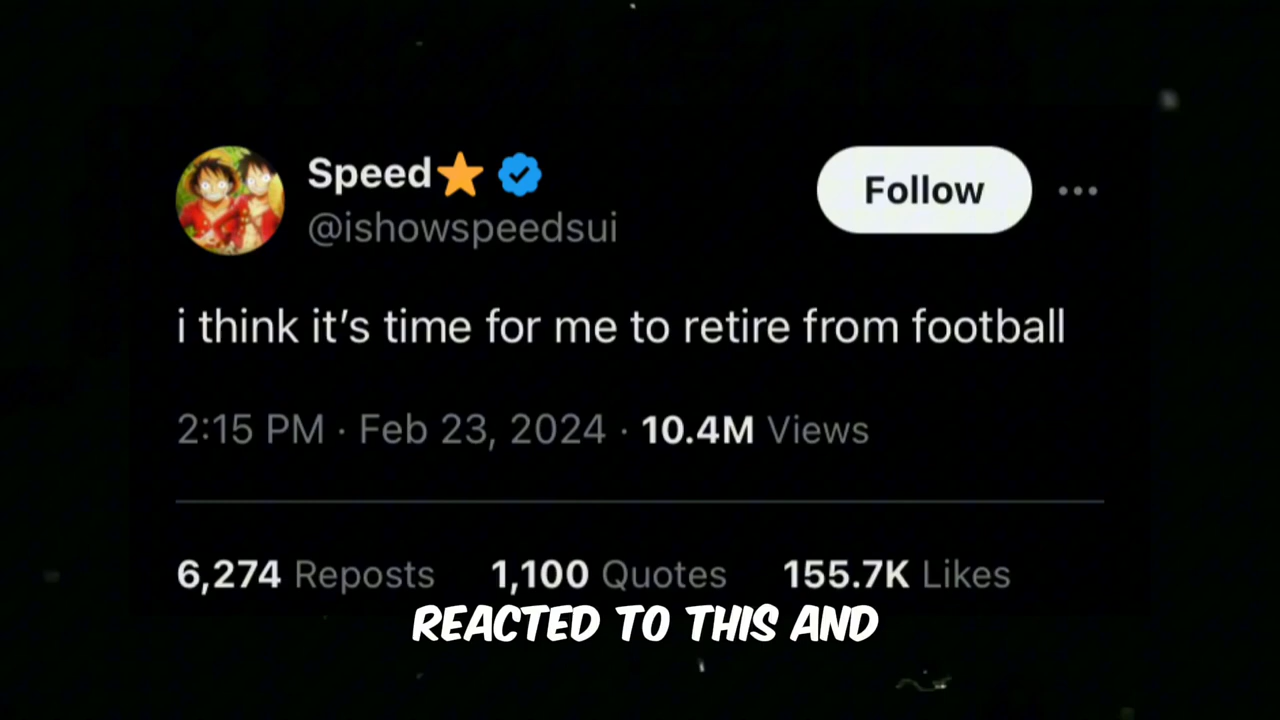 Speed⭐
@ishowspeedsui
Follow
i think it's time for me to retire from football
2:15 PM · Feb 23, 2024 · 10.4M Views
6,274 Reposts 1,100 Quotes 155.7K Likes
REACTED TO THIS AND